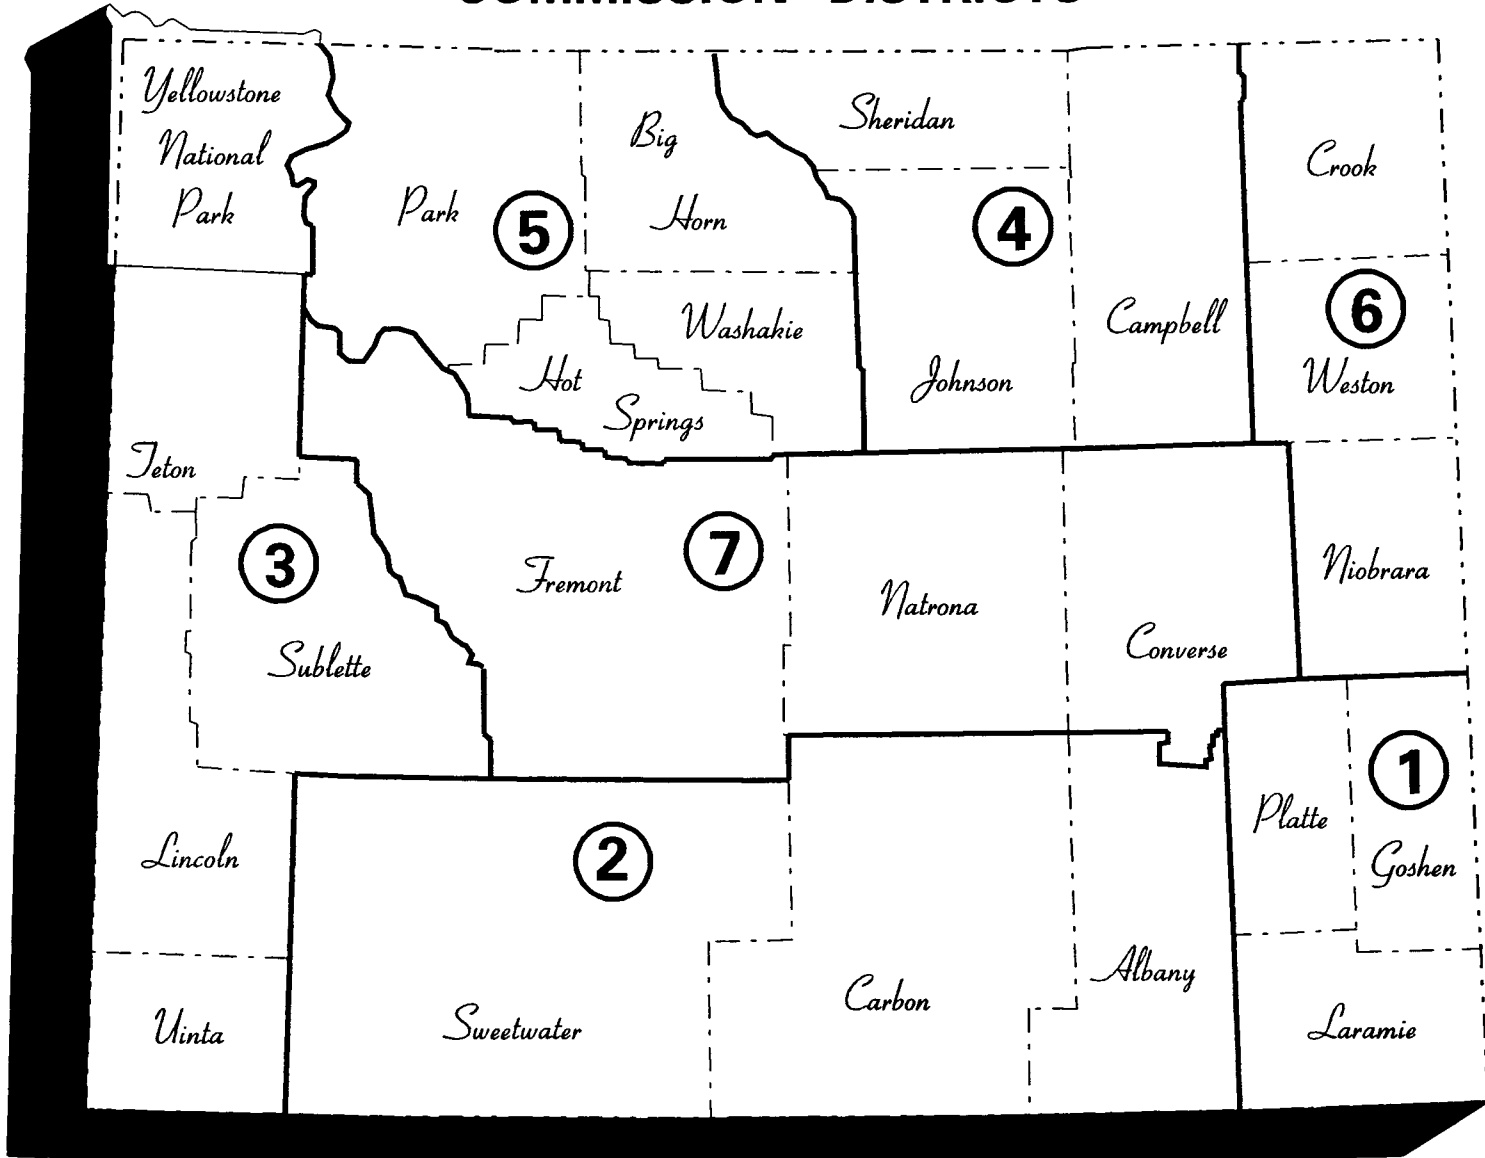 COMMISSION DISTRICTS
Yellowstone
National
Park
Park
5
Big
Horn
Sheridan
4
Crook
Campbell
6
Weston
Washakie
Hot
Springs
Johnson
Teton
3
Sublette
Fremont
7
Natrona
Converse
Niobrara
1
Platte
Goshen
Lincoln
2
Uinta
Sweetwater
Carbon
Albany
Laramie